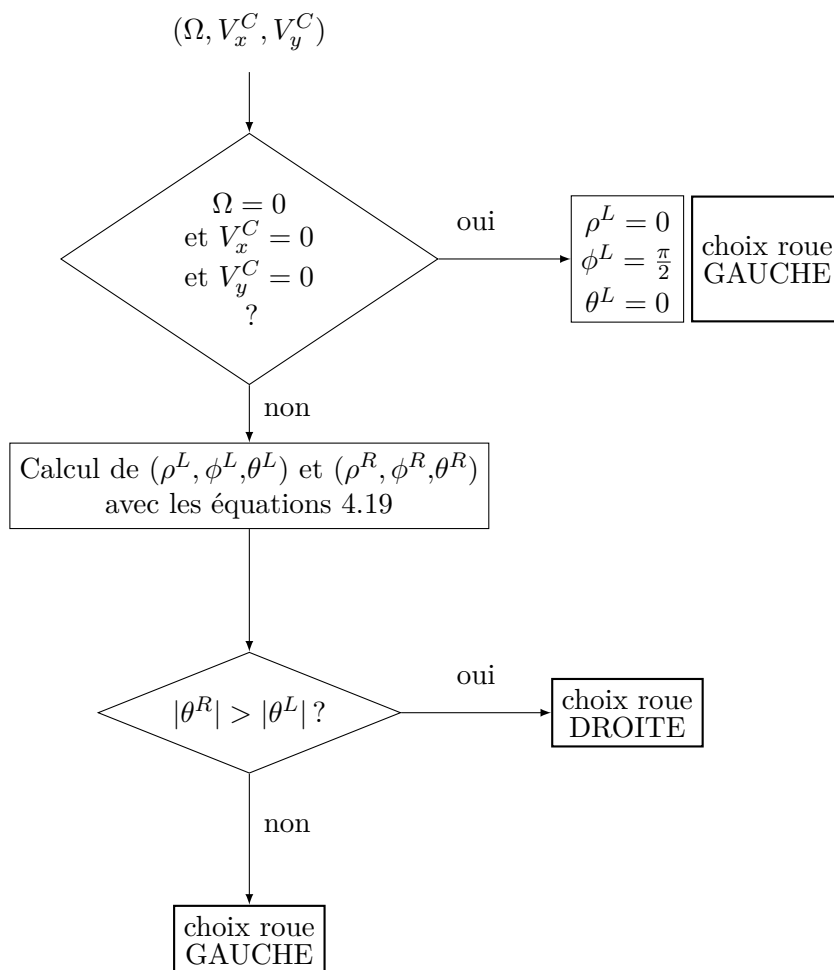 (Ω, V_x^C, V_y^C)
Ω = 0
et V_x^C = 0
et V_y^C = 0
?
oui
ρ^L = 0
ϕ^L = π/2
θ^L = 0
choix roue
GAUCHE
non
Calcul de (ρ^L, ϕ^L,θ^L) et (ρ^R, ϕ^R,θ^R)
avec les équations 4.19
|θ^R| > |θ^L| ?
oui
choix roue
DROITE
non
choix roue
GAUCHE